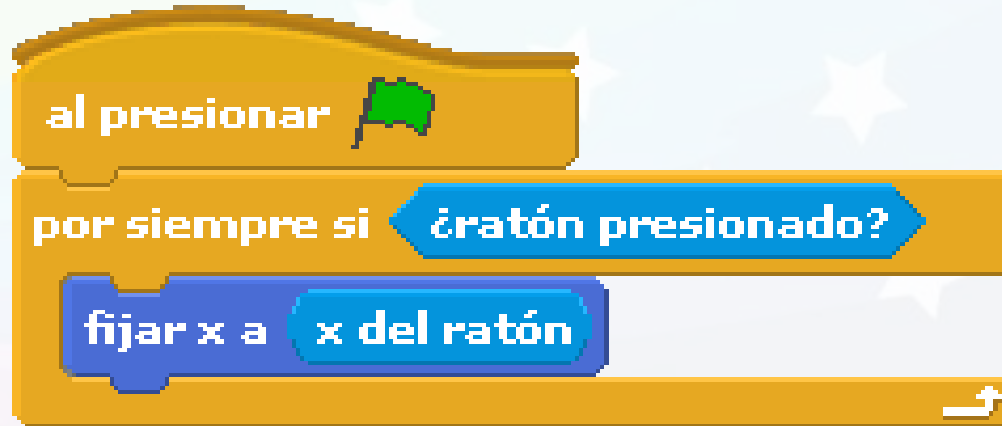 al presionar
por siempre si ¿ratón presionado?
fijar x a x del ratón